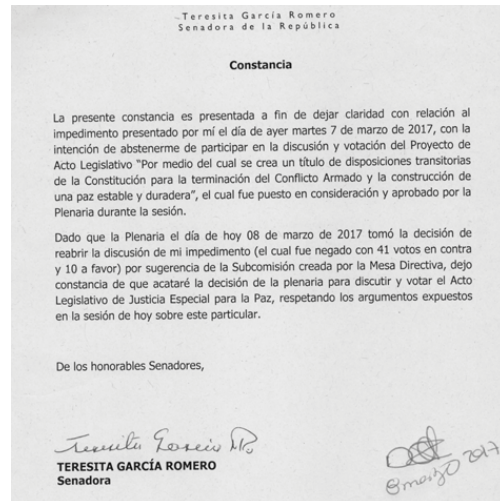 Teresita García Romero
Senadora de la República
Constancia
La presente constancia es presentada a fin de dejar claridad con relación al
impedimento presentado por mí el día de ayer martes 7 de marzo de 2017, con la
intención de abstenerme de participar en la discusión y votación del Proyecto de
Acto Legislativo “Por medio del cual se crea un título de disposiciones transitorias
de la Constitución para la terminación del Conflicto Armado y la construcción de
una paz estable y duradera”, el cual fue puesto en consideración y aprobado por la
Plenaria durante la sesión.
Dado que la Plenaria el día de hoy 08 de marzo de 2017 tomó la decisión de
reabrir la discusión de mi impedimento (el cual fue negado con 41 votos en contra
y 10 a favor) por sugerencia de la Subcomisión creada por la Mesa Directiva, dejo
constancia de que acataré la decisión de la plenaria para discutir y votar el Acto
Legislativo de Justicia Especial para la Paz, respetando los argumentos expuestos
en la sesión de hoy sobre este particular.
De los honorables Senadores,
Teresita García R.
TERESITA GARCÍA ROMERO
Senadora
8 marzo 2017